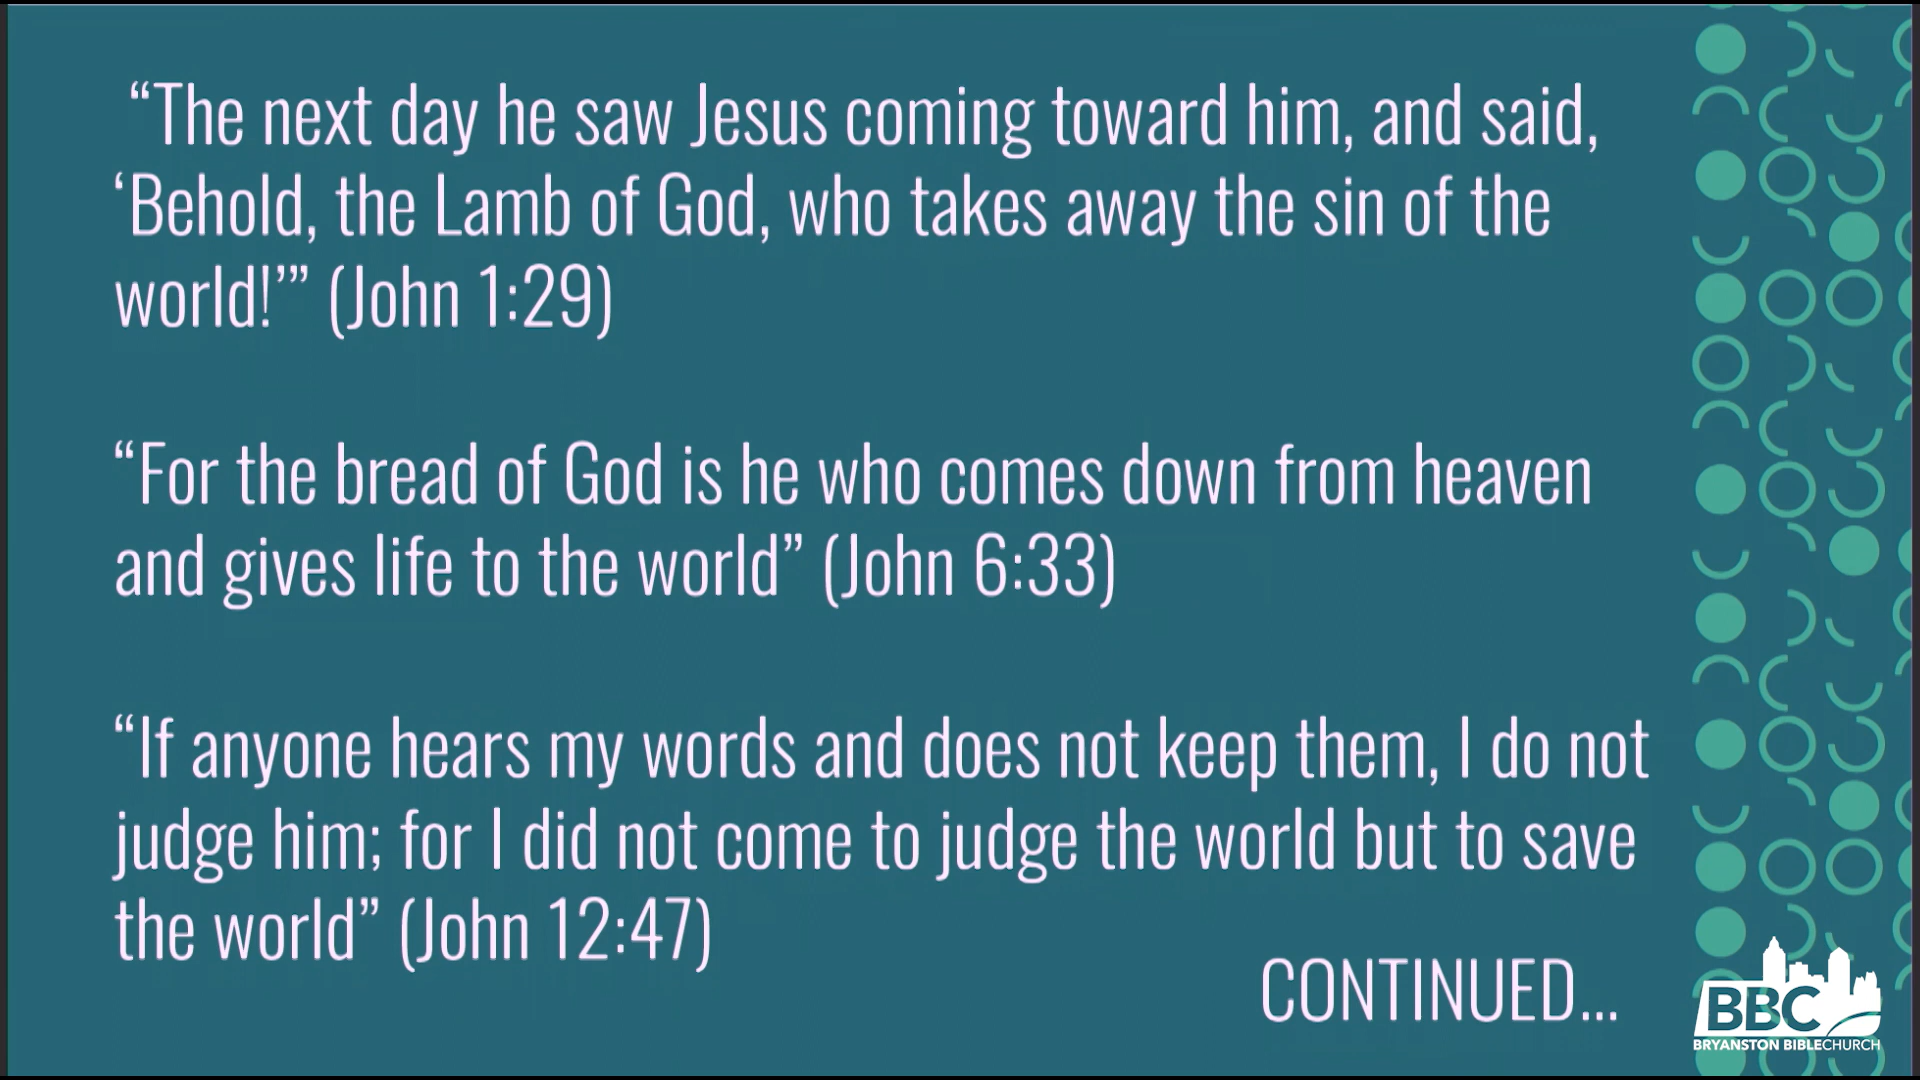 “The next day he saw Jesus coming toward him, and said,
‘Behold, the Lamb of God, who takes away the sin of the
world!’” (John 1:29)
“For the bread of God is he who comes down from heaven
and gives life to the world” (John 6:33)
“If anyone hears my words and does not keep them, I do not
judge him; for I did not come to judge the world but to save
the world” (John 12:47)
CONTINUED...
BBC
BRYANSTON BIBLECHURCH